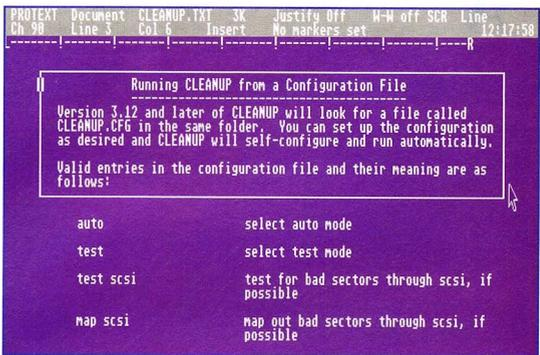 PROTEXT Document CLEANUP.TXT 3K Justify Off W-W off SCR Line
Ch 90 Line 3 Col 6 Insert No markers set 12:17:58
Running CLEANUP from a Configuration File
Version 3.12 and later of CLEANUP will look for a file called
CLEANUP.CFG in the same folder. You can set up the configuration
as desired and CLEANUP will self-configure and run automatically.
Valid entries in the configuration file and their meaning are as
follows:
auto select auto mode
test select test mode
test scsi test for bad sectors through scsi, if
possible
map scsi map out bad sectors through scsi, if
possible